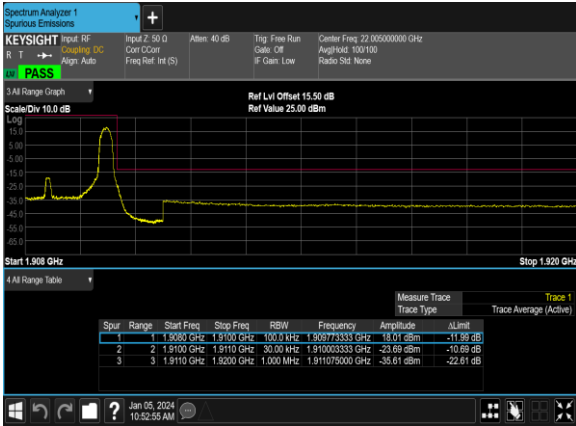 Spectrum Analyzer 1
Spurious Emissions
KEYSIGHT Input: RF Input Z: 50 Ω Atten: 40 dB Trig: Free Run Center Freq: 22.005000000 GHz
R T Coupling: DC Corr CCorr Gate: Off Avg|Hold: 100/100
Align: Auto Freq Ref: Int (S) IF Gain: Low Radio Std: None
PASS
3 All Range Graph
Ref Lvl Offset 15.50 dB
Scale/Div 10.0 dB Ref Value 25.00 dBm
Log
15.0
5.00
-5.00
-15.0
-25.0
-35.0
-45.0
-55.0
-65.0
Start 1.908 GHz Stop 1.920 GHz
4 All Range Table
Measure Trace Trace 1
Trace Type Trace Average (Active)
Spur Range Start Freq Stop Freq RBW Frequency Amplitude ΔLimit
1 1 1.9080 GHz 1.9100 GHz 100.0 kHz 1.909773333 GHz 18.01 dBm -11.99 dB
2 2 1.9100 GHz 1.9110 GHz 30.00 kHz 1.910003333 GHz -23.69 dBm -10.69 dB
3 3 1.9110 GHz 1.9200 GHz 1.000 MHz 1.911075000 GHz -35.61 dBm -22.61 dB
Jan 05, 2024
10:52:55 AM